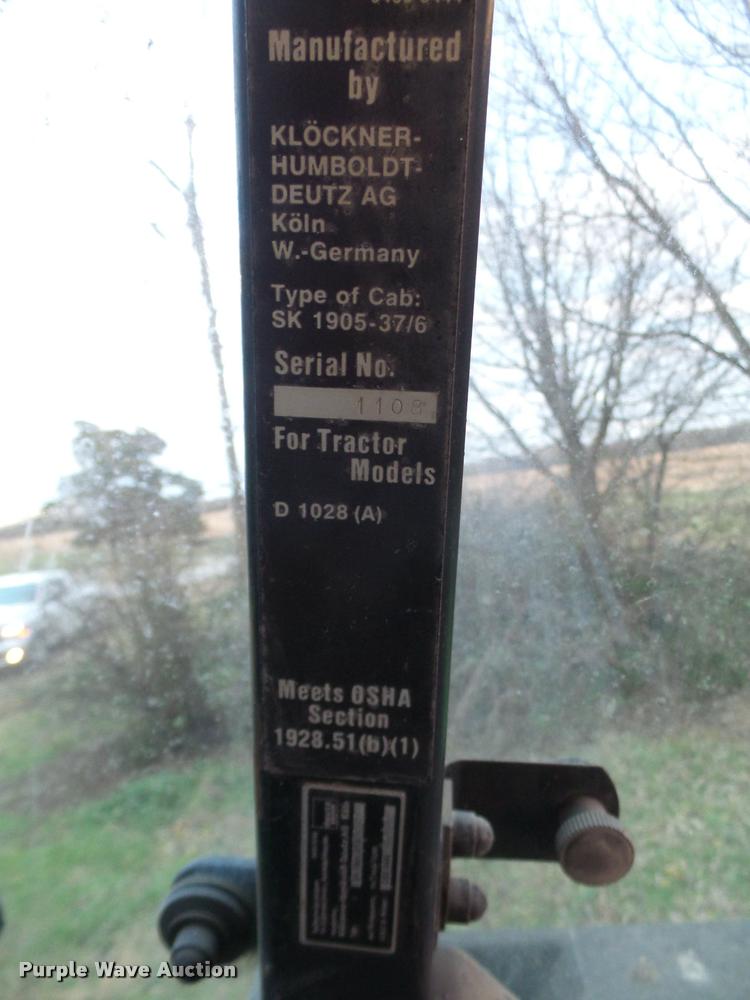 Manufactured
by
KLÖCKNER-
HUMBOLDT-
DEUTZ AG
Köln
W.-Germany
Type of Cab:
SK 1905-37/6
Serial No.
1108
For Tractor
Models
D 1028 (A)
Meets OSHA
Section
1928.51(b)(1)
Purple Wave Auction